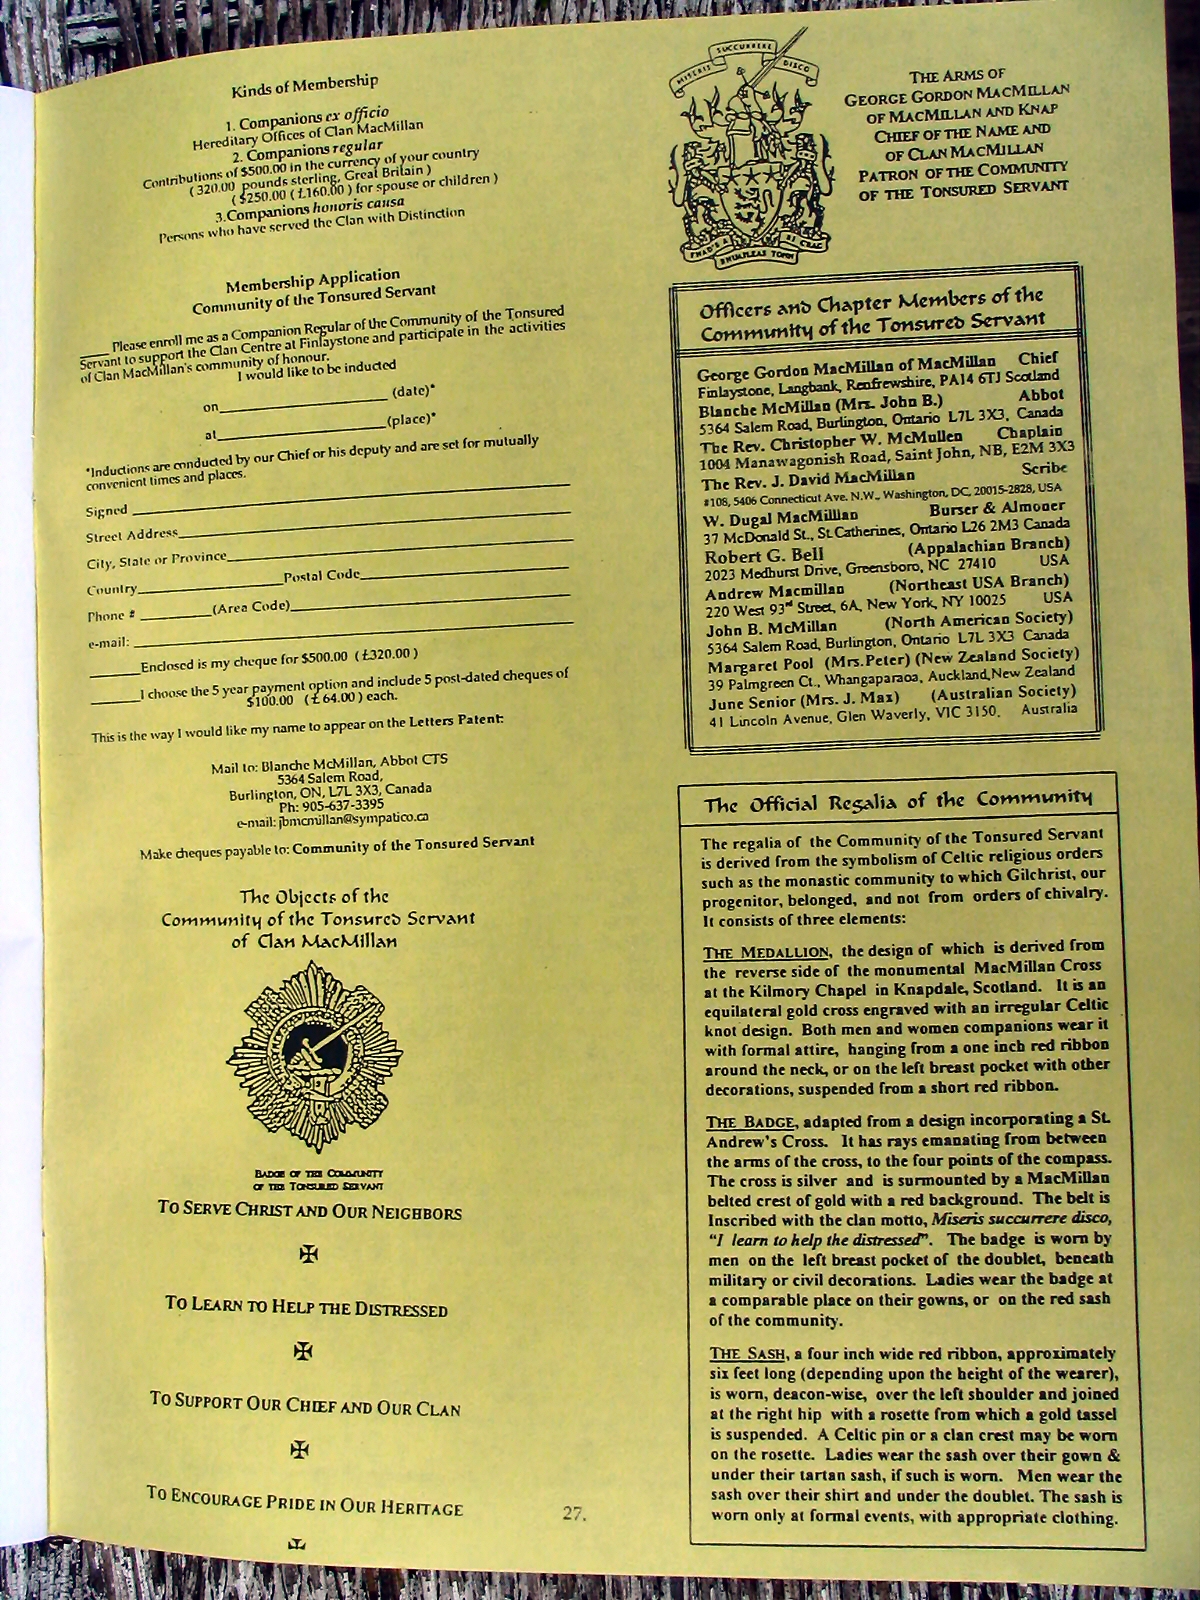 Kinds of Membership
1. Companions ex officio
Hereditary Offices of Clan MacMillan
2. Companions regular
Contributions of $500.00 in the currency of your country
( 320.00 pounds sterling, Great Britain )
( $250.00 ( £160.00 ) for spouse or children )
3.Companions honoris causa
Persons who have served the Clan with Distinction
Membership Application
Community of the Tonsured Servant
_____ Please enroll me as a Companion Regular of the Community of the Tonsured
Servant to support the Clan Centre at Finlaystone and participate in the activities
of Clan MacMillan's community of honour.
I would like to be inducted
on__________________________ (date)*
at__________________________(place)*
*Inductions are conducted by our Chief or his deputy and are set for mutually
convenient times and places.
Signed
Street Address
City, State or Province
Country____________Postal Code
Phone # __________(Area Code)
e-mail:
_______Enclosed is my cheque for $500.00 ( £320.00 )
_______I choose the 5 year payment option and include 5 post-dated cheques of
$100.00 ( £ 64.00 ) each.
This is the way I would like my name to appear on the Letters Patent:
Mail to: Blanche McMillan, Abbot CTS
5364 Salem Road,
Burlington, ON, L7L 3X3, Canada
Ph: 905-637-3395
e-mail: jbmcmillan@sympatico.ca
Make cheques payable to: Community of the Tonsured Servant
The Objects of the
Community of the Tonsured Servant
of Clan MacMillan
BADGE OF THE COMMUNITY
OF THE TONSURED SERVANT
TO SERVE CHRIST AND OUR NEIGHBORS
TO LEARN TO HELP THE DISTRESSED
TO SUPPORT OUR CHIEF AND OUR CLAN
TO ENCOURAGE PRIDE IN OUR HERITAGE
27.
MISERIS SUCCURRERE DISCO
BHUAILEAS TONN
THE ARMS OF
GEORGE GORDON MACMILLAN
OF MACMILLAN AND KNAP
CHIEF OF THE NAME AND
OF CLAN MACMILLAN
PATRON OF THE COMMUNITY
OF THE TONSURED SERVANT
Officers and Chapter Members of the
Community of the Tonsured Servant
George Gordon MacMillan of MacMillan Chief
Finlaystone, Langbank, Renfrewshire, PA14 6TJ Scotland
Blanche McMillan (Mrs. John B.) Abbot
5364 Salem Road, Burlington, Ontario L7L 3X3, Canada
The Rev. Christopher W. McMullen Chaplain
1004 Manawagonish Road, Saint John, NB, E2M 3X3
The Rev. J. David MacMillan Scribe
#108, 5406 Connecticut Ave. N.W., Washington, DC, 20015-2828, USA
W. Dugal MacMillian Burser & Almoner
37 McDonald St., St.Catherines, Ontario L26 2M3 Canada
Robert G. Bell (Appalachian Branch)
2023 Medhurst Drive, Greensboro, NC 27410 USA
Andrew Macmillan (Northeast USA Branch)
220 West 93rd Street, 6A, New York, NY 10025 USA
John B. McMillan (North American Society)
5364 Salem Road, Burlington, Ontario L7L 3X3 Canada
Margaret Pool (Mrs.Peter) (New Zealand Society)
39 Palmgreen Ct., Whangaparaoa, Auckland,New Zealand
June Senior (Mrs. J. Max) (Australian Society)
41 Lincoln Avenue, Glen Waverly, VIC 3150, Australia
The Official Regalia of the Community
The regalia of the Community of the Tonsured Servant
is derived from the symbolism of Celtic religious orders
such as the monastic community to which Gilchrist, our
progenitor, belonged, and not from orders of chivalry.
It consists of three elements:
THE MEDALLION, the design of which is derived from
the reverse side of the monumental MacMillan Cross
at the Kilmory Chapel in Knapdale, Scotland. It is an
equilateral gold cross engraved with an irregular Celtic
knot design. Both men and women companions wear it
with formal attire, hanging from a one inch red ribbon
around the neck, or on the left breast pocket with other
decorations, suspended from a short red ribbon.
THE BADGE, adapted from a design incorporating a St.
Andrew's Cross. It has rays emanating from between
the arms of the cross, to the four points of the compass.
The cross is silver and is surmounted by a MacMillan
belted crest of gold with a red background. The belt is
Inscribed with the clan motto, Miseris succurrere disco,
"I learn to help the distressed". The badge is worn by
men on the left breast pocket of the doublet, beneath
military or civil decorations. Ladies wear the badge at
a comparable place on their gowns, or on the red sash
of the community.
THE SASH, a four inch wide red ribbon, approximately
six feet long (depending upon the height of the wearer),
is worn, deacon-wise, over the left shoulder and joined
at the right hip with a rosette from which a gold tassel
is suspended. A Celtic pin or a clan crest may be worn
on the rosette. Ladies wear the sash over their gown &
under their tartan sash, if such is worn. Men wear the
sash over their shirt and under the doublet. The sash is
worn only at formal events, with appropriate clothing.